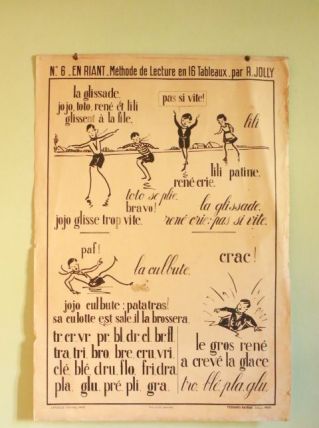 N° 6. EN RIANT. Méthode de Lecture en 16 Tableaux. par R. JOLLY
la glissade.
jojo, toto, rené et lili
glissent à la file.
pas si vite!
lili
lili patine.
rené crie.
toto se plie.
bravo!
jojo glisse trop vite.
la glissade.
rené crie: pas si vite.
paf!
la culbute.
crac!
jojo culbute: patatras!
sa culotte est sale. il la brossera.
tr cr vr pr bl dr cl br fl
tra tri bro bre cru vri
clé blé dru flo fri dra
pla glu pré pli gra
le gros rené
a crevé la glace
tro. blé. pla. glu.